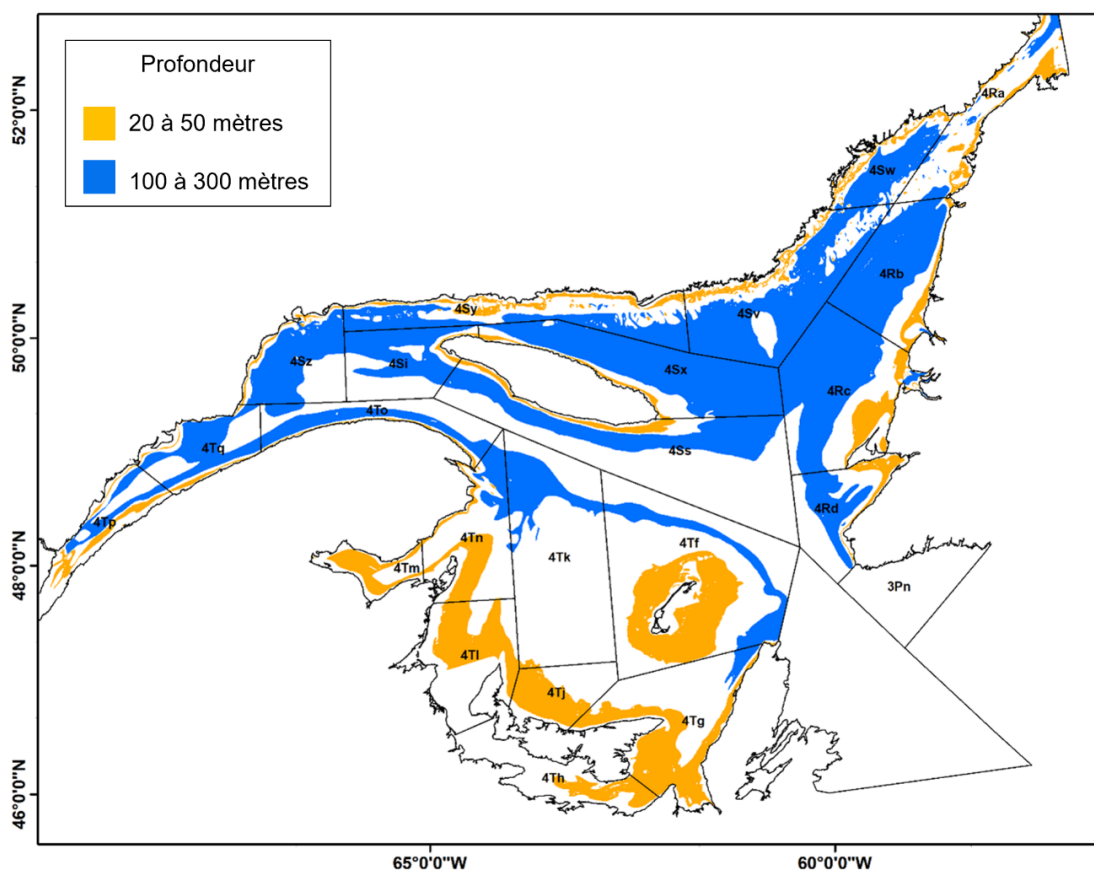 Profondeur
20 à 50 mètres
100 à 300 mètres
52°0'0"N
50°0'0"N
48°0'0"N
46°0'0"N
65°0'0"W
60°0'0"W
4Ra
4Sw
4Rb
4Sy
4Sv
4Sz
4Si
4Sx
4Rc
4To
4Tq
4Ss
4Rd
4Tp
4Tn
4Tf
4Tm
4Tk
3Pn
4Tl
4Tj
4Tg
4Th